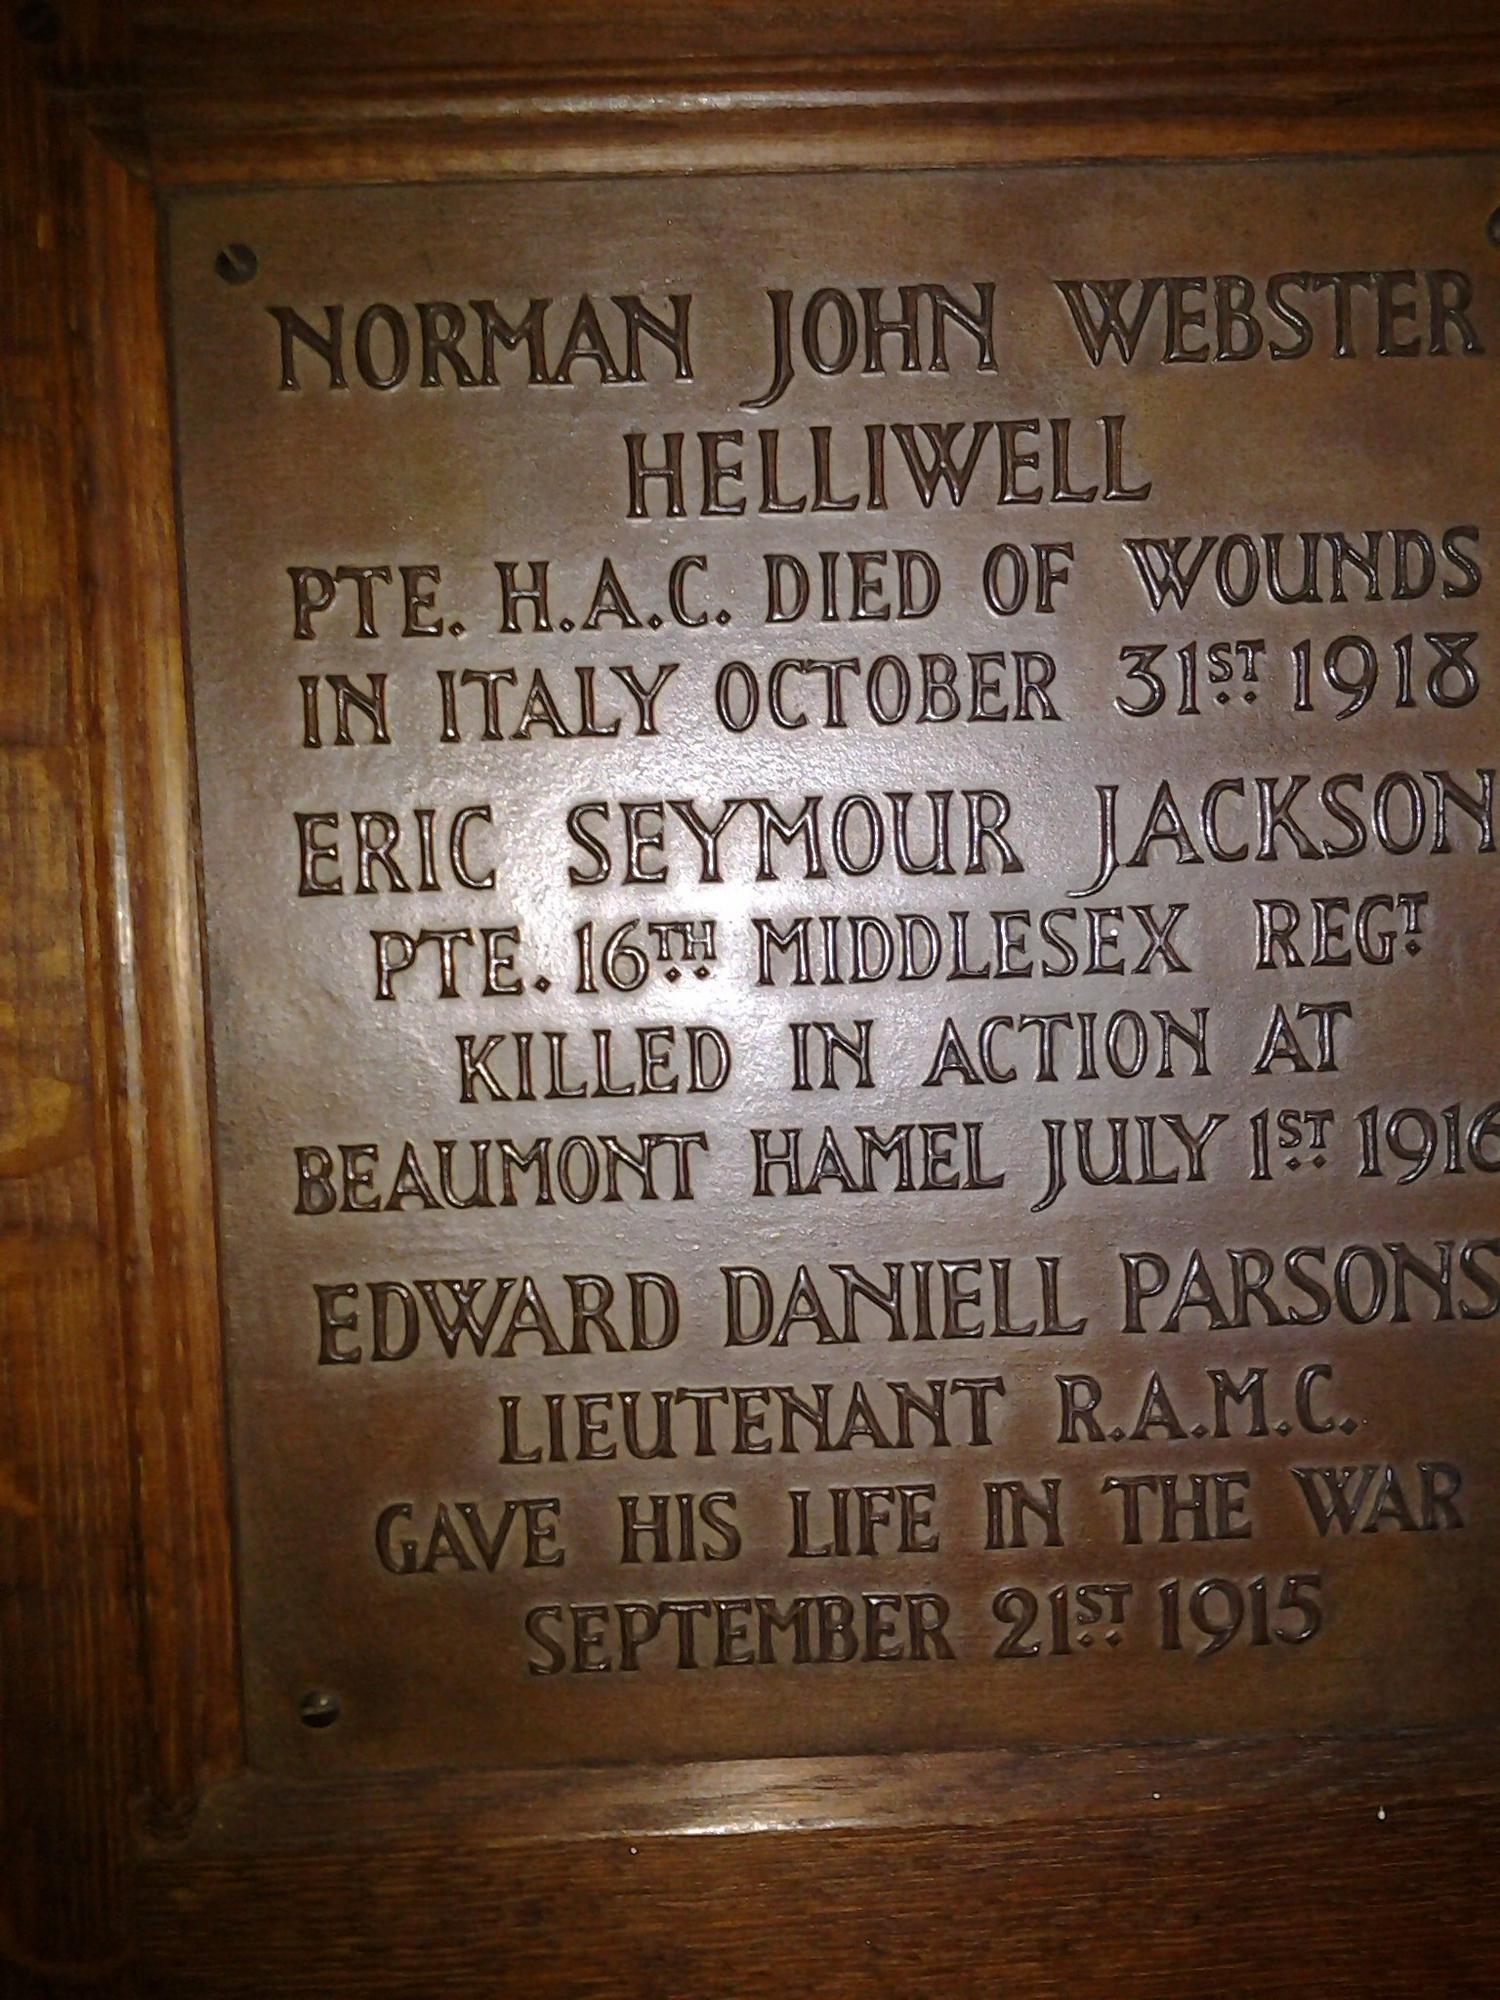 NORMAN JOHN WEBSTER
HELLIWELL
PTE. H.A.C. DIED OF WOUNDS
IN ITALY OCTOBER 31ST 1918
ERIC SEYMOUR JACKSON
PTE. 16TH MIDDLESEX REGT
KILLED IN ACTION AT
BEAUMONT HAMEL JULY 1ST 1916
EDWARD DANIELL PARSONS
LIEUTENANT R.A.M.C.
GAVE HIS LIFE IN THE WAR
SEPTEMBER 21ST 1915